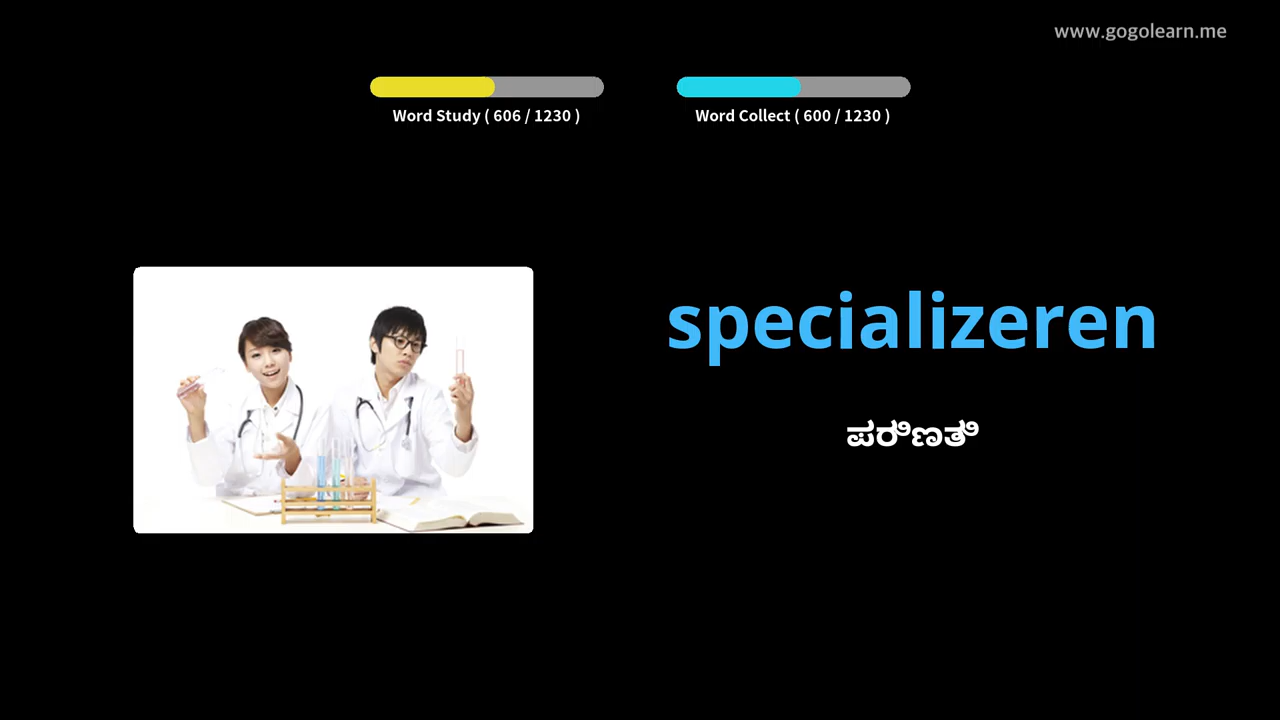 www.gogolearn.me
Word Study ( 606 / 1230 )
Word Collect ( 600 / 1230 )
specializeren
ಪರಿಣತಿ